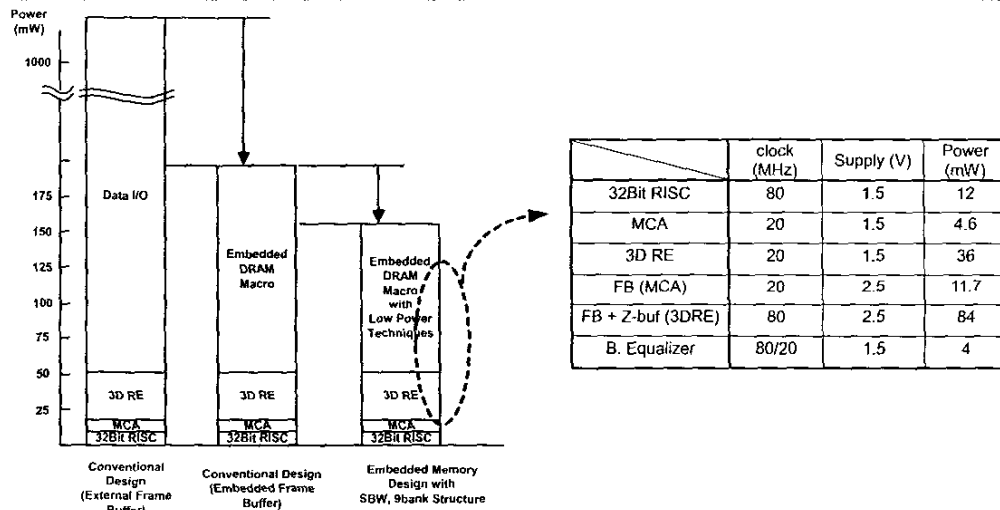 Power
(mW)
1000
175
150
125
100
75
50
25
Data I/O
3D RE
MCA
32Bit RISC
Embedded
DRAM
Macro
3D RE
MCA
32Bit RISC
Embedded
DRAM
Macro
with
Low Power
Techniques
3D RE
MCA
32Bit RISC
Conventional
Design
(External Frame
Buffer)
Conventional Design
(Embedded Frame
Buffer)
Embedded Memory
Design with
SBW, 9bank Structure
clock
(MHz)
Supply (V)
Power
(mW)
32Bit RISC 80 1.5 12
MCA 20 1.5 4.6
3D RE 20 1.5 36
FB (MCA) 20 2.5 11.7
FB + Z-buf (3DRE) 80 2.5 84
B. Equalizer 80/20 1.5 4